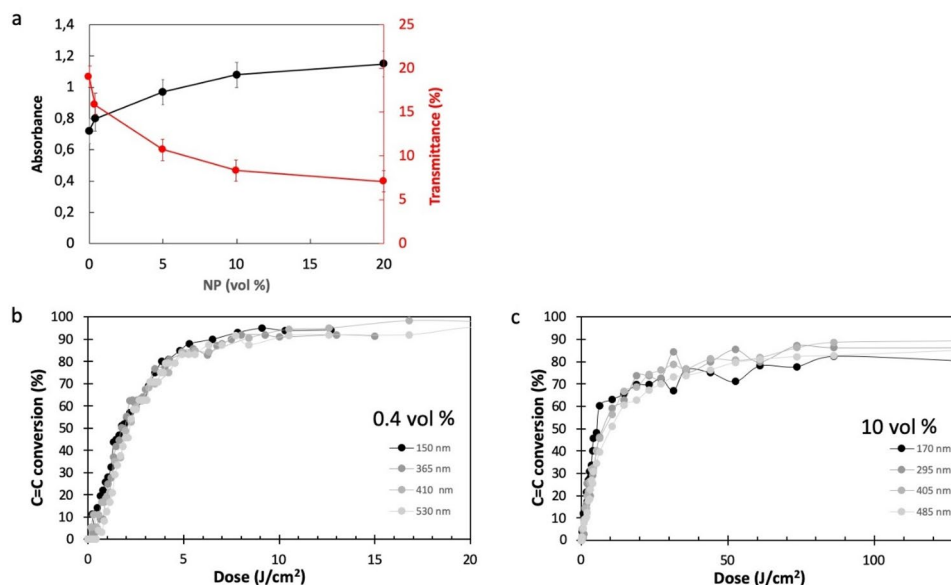 a
1,4
1,2
1
0,8
0,6
0,4
0,2
0
Absorbance
25
20
15
10
5
0
Transmittance (%)
0 5 10 15 20
NP (vol %)
b
100
90
80
70
60
50
40
30
20
10
0
C=C conversion (%)
0.4 vol %
150 nm
365 nm
410 nm
530 nm
0 5 10 15 20
Dose (J/cm²)
c
100
90
80
70
60
50
40
30
20
10
0
C=C conversion (%)
10 vol %
170 nm
295 nm
405 nm
485 nm
0 50 100
Dose (J/cm²)